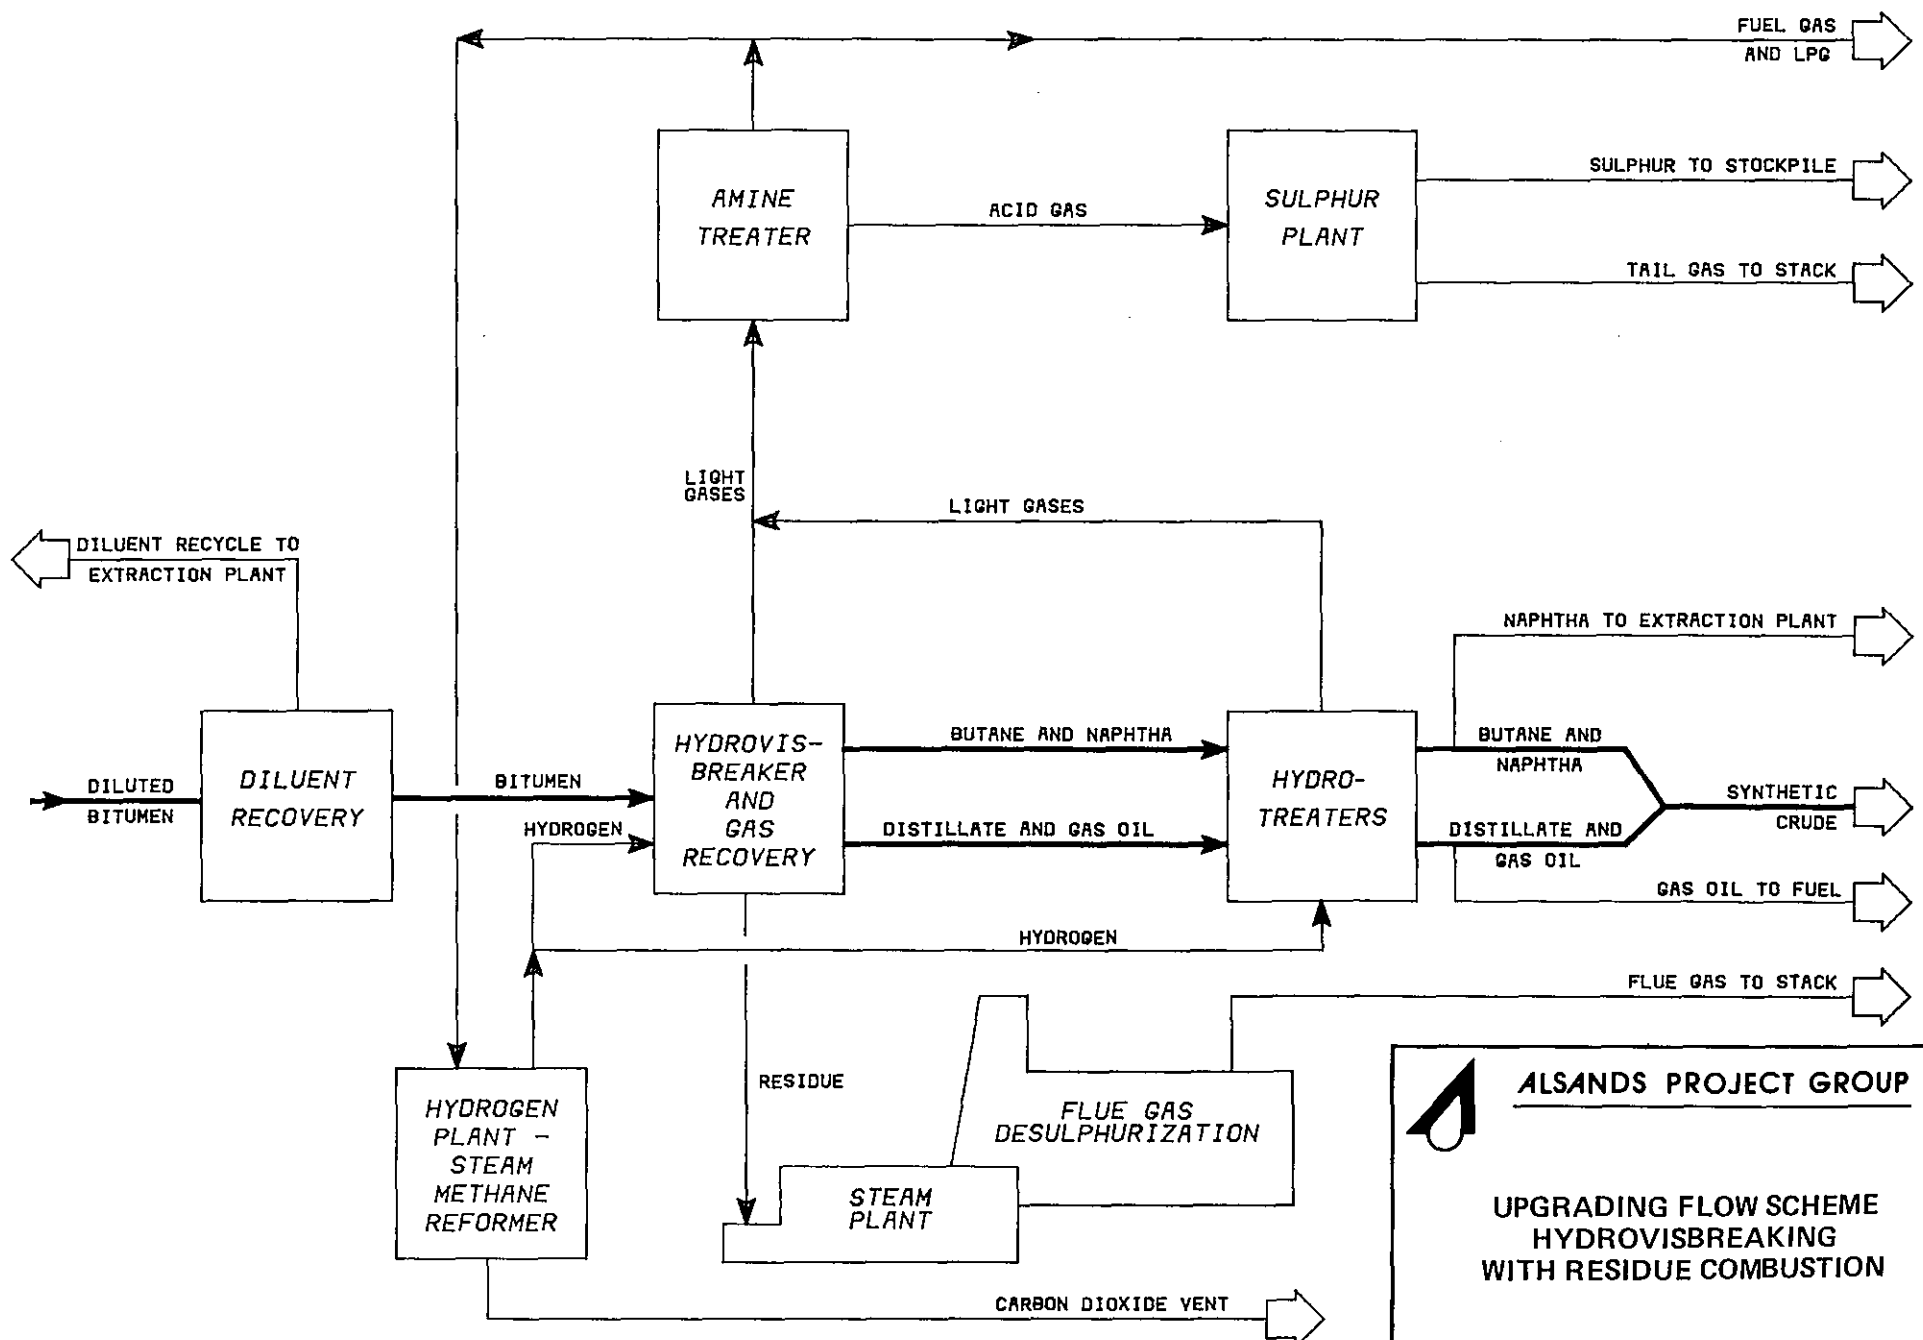 FUEL GAS
AND LPG
AMINE
TREATER
ACID GAS
SULPHUR
PLANT
SULPHUR TO STOCKPILE
TAIL GAS TO STACK
LIGHT
GASES
LIGHT GASES
DILUENT RECYCLE TO
EXTRACTION PLANT
NAPHTHA TO EXTRACTION PLANT
DILUTED
BITUMEN
DILUENT
RECOVERY
BITUMEN
HYDROGEN
HYDROVIS-
BREAKER
AND
GAS
RECOVERY
BUTANE AND NAPHTHA
DISTILLATE AND GAS OIL
HYDRO-
TREATERS
BUTANE AND
NAPHTHA
DISTILLATE AND
GAS OIL
SYNTHETIC
CRUDE
GAS OIL TO FUEL
HYDROGEN
FLUE GAS TO STACK
RESIDUE
HYDROGEN
PLANT -
STEAM
METHANE
REFORMER
FLUE GAS
DESULPHURIZATION
STEAM
PLANT
CARBON DIOXIDE VENT
ALSANDS PROJECT GROUP
UPGRADING FLOW SCHEME
HYDROVISBREAKING
WITH RESIDUE COMBUSTION